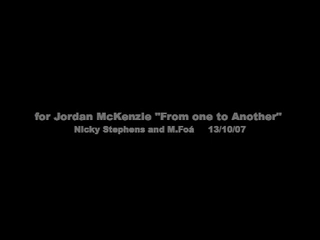 for Jordan McKenzie "From one to Another"
Nicky Stephens and M.Foá 13/10/07